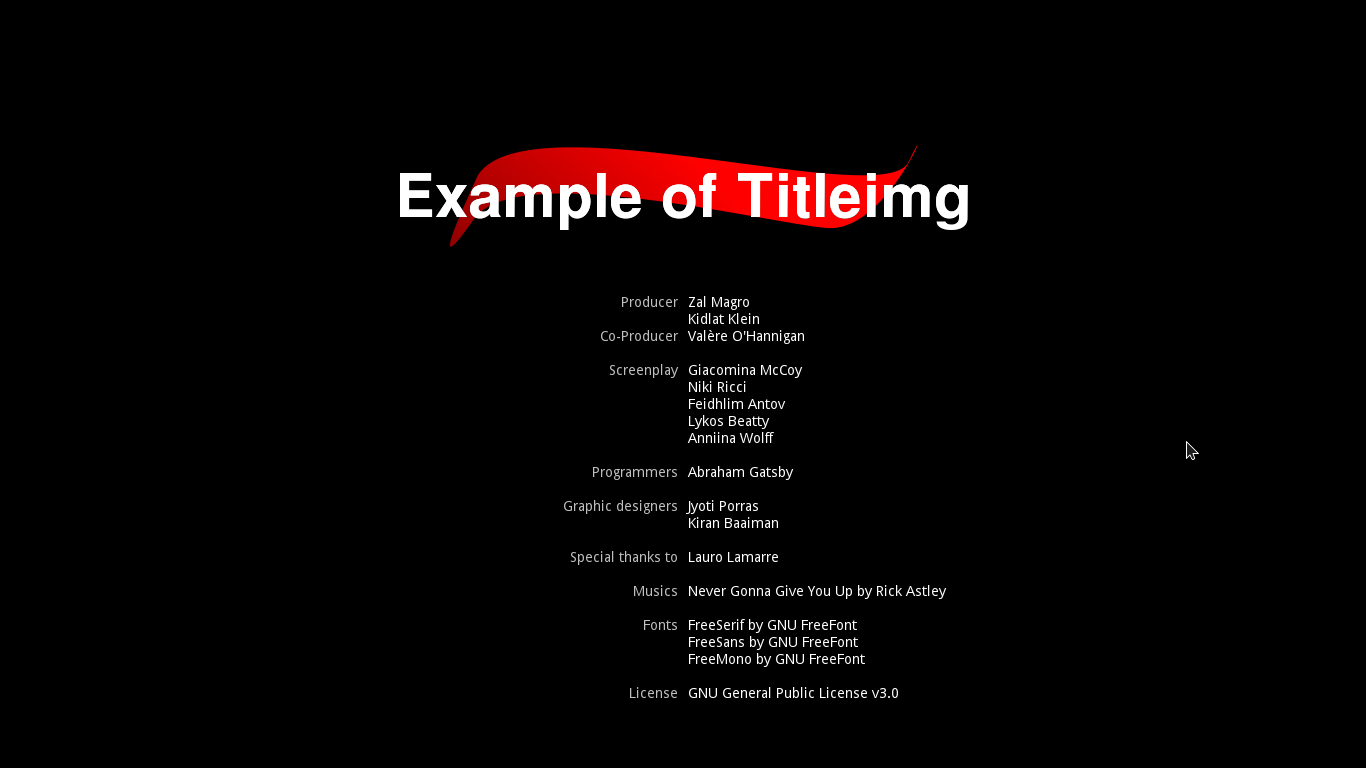 Example of Titleimg
Producer Zal Magro
Kidlat Klein
Co-Producer Valère O'Hannigan
Screenplay Giacomina McCoy
Niki Ricci
Feidhlim Antov
Lykos Beatty
Anniina Wolff
Programmers Abraham Gatsby
Graphic designers Jyoti Porras
Kiran Baaiman
Special thanks to Lauro Lamarre
Musics Never Gonna Give You Up by Rick Astley
Fonts FreeSerif by GNU FreeFont
FreeSans by GNU FreeFont
FreeMono by GNU FreeFont
License GNU General Public License v3.0